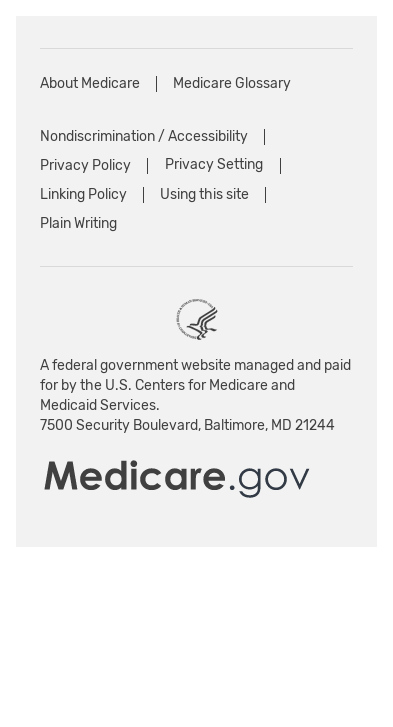 About Medicare | Medicare Glossary
Nondiscrimination / Accessibility |
Privacy Policy | Privacy Setting |
Linking Policy | Using this site |
Plain Writing
A federal government website managed and paid
for by the U.S. Centers for Medicare and
Medicaid Services.
7500 Security Boulevard, Baltimore, MD 21244
Medicare.gov